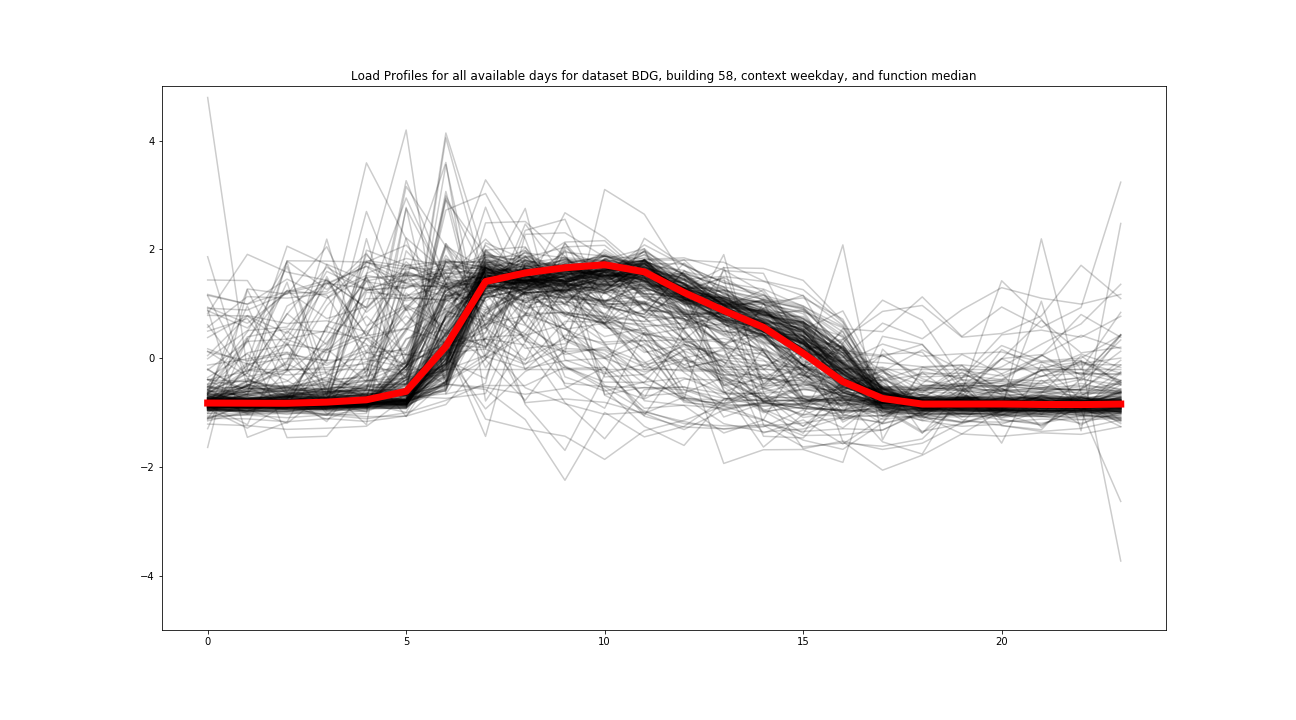 Load Profiles for all available days for dataset BDG, building 58, context weekday, and function median
4
2
0
−2
−4
0 5 10 15 20